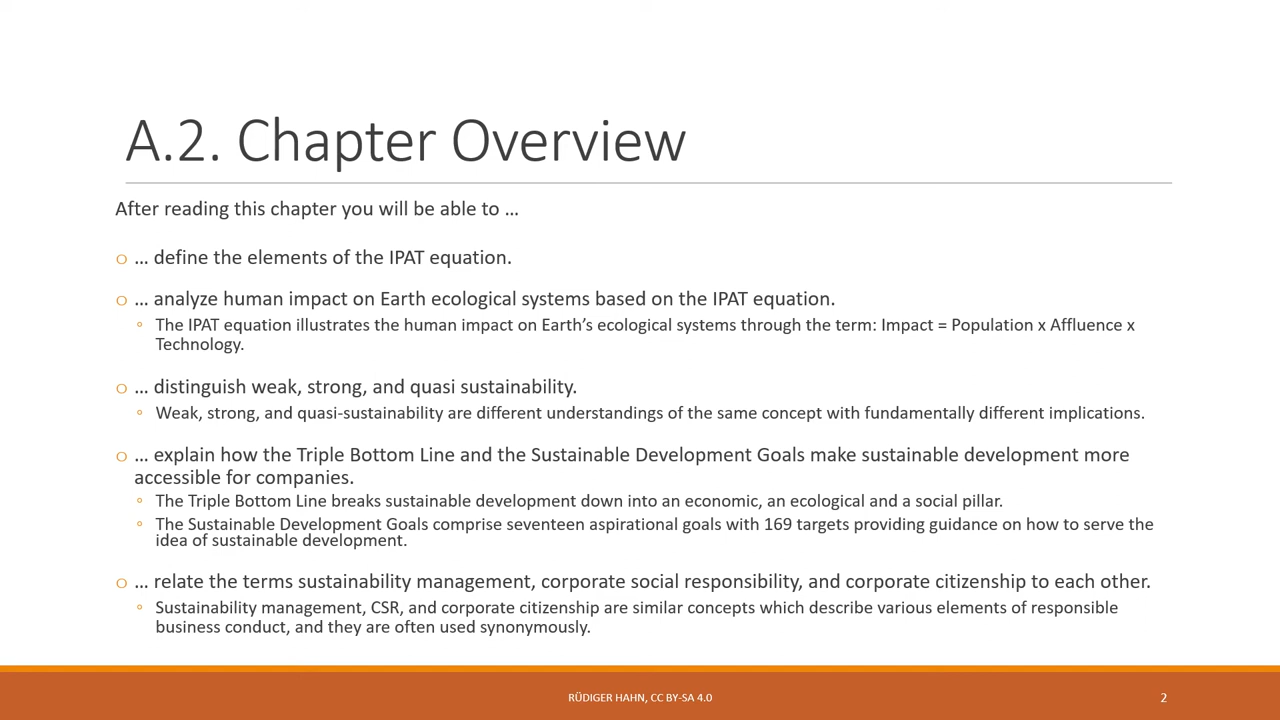 A.2. Chapter Overview
After reading this chapter you will be able to …
o … define the elements of the IPAT equation.
o … analyze human impact on Earth ecological systems based on the IPAT equation.
◦ The IPAT equation illustrates the human impact on Earth’s ecological systems through the term: Impact = Population x Affluence x
Technology.
o … distinguish weak, strong, and quasi sustainability.
◦ Weak, strong, and quasi-sustainability are different understandings of the same concept with fundamentally different implications.
o … explain how the Triple Bottom Line and the Sustainable Development Goals make sustainable development more
accessible for companies.
◦ The Triple Bottom Line breaks sustainable development down into an economic, an ecological and a social pillar.
◦ The Sustainable Development Goals comprise seventeen aspirational goals with 169 targets providing guidance on how to serve the
idea of sustainable development.
o … relate the terms sustainability management, corporate social responsibility, and corporate citizenship to each other.
◦ Sustainability management, CSR, and corporate citizenship are similar concepts which describe various elements of responsible
business conduct, and they are often used synonymously.
RÜDIGER HAHN, CC BY-SA 4.0
2